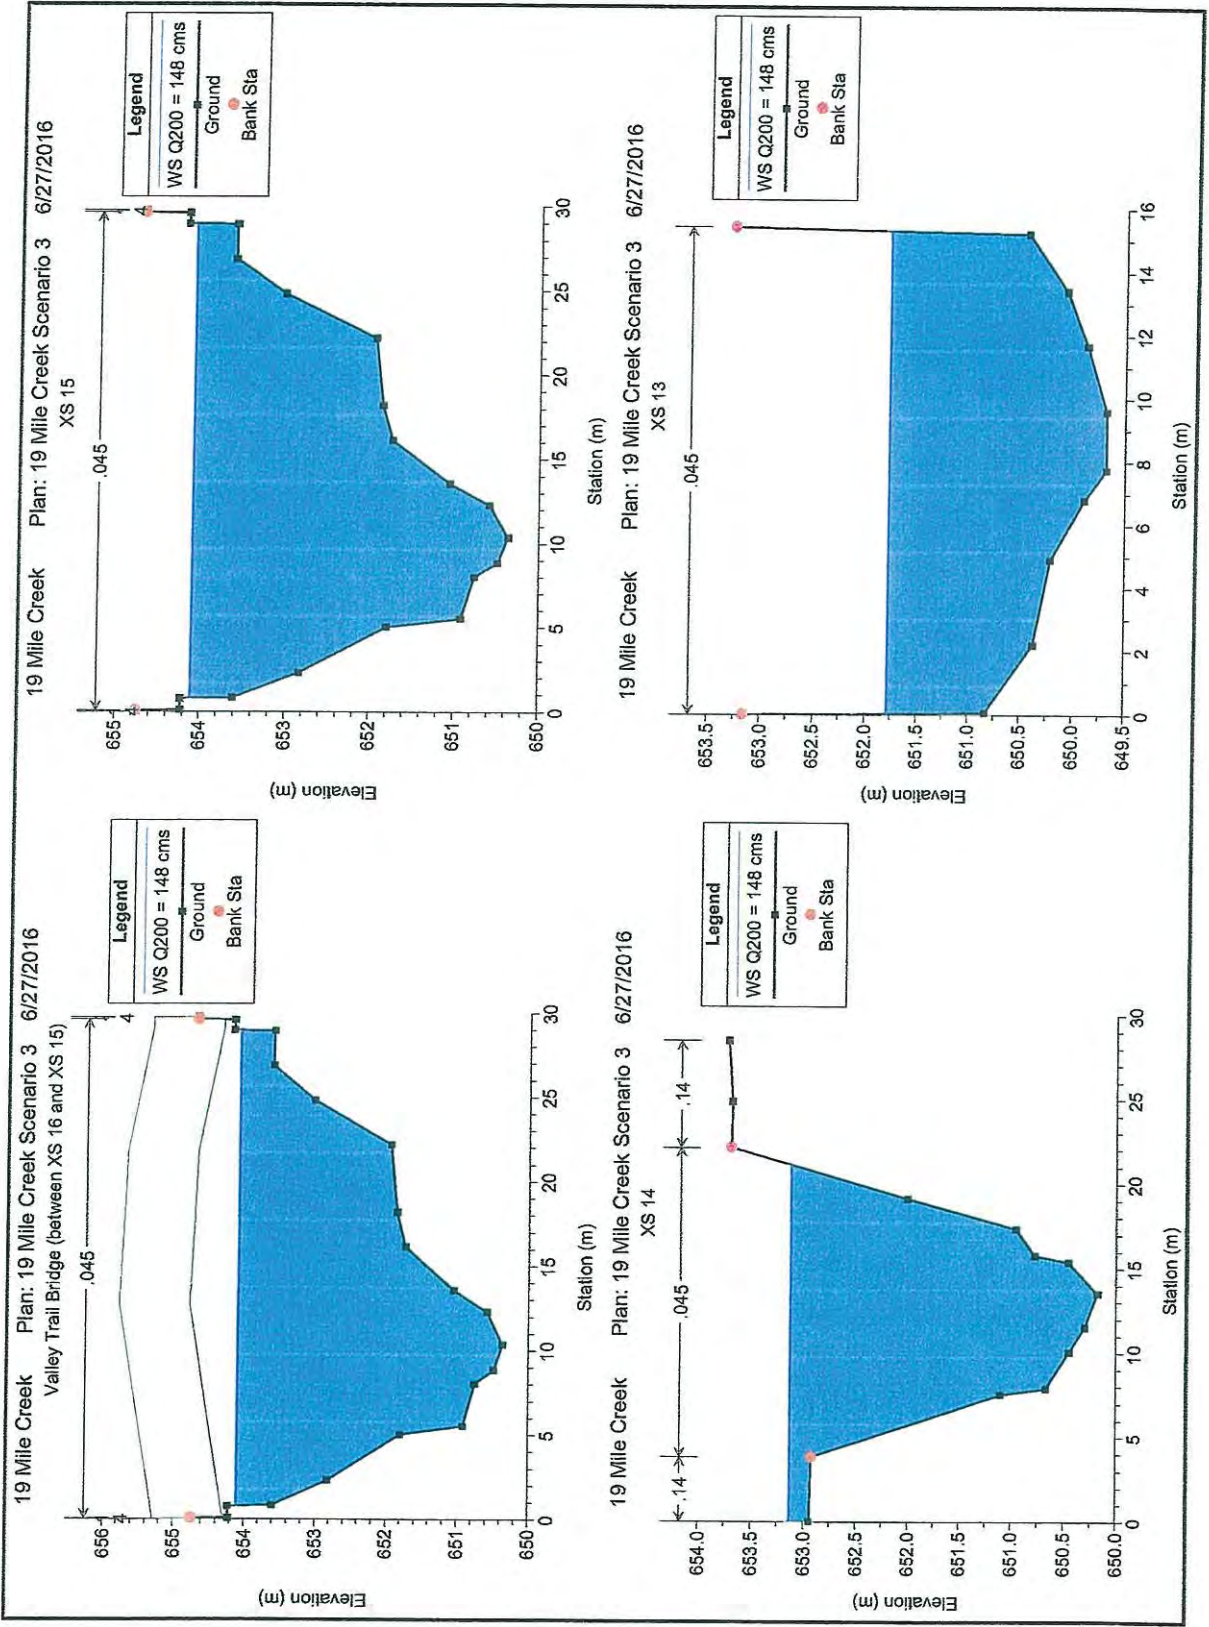 19 Mile Creek Plan: 19 Mile Creek Scenario 3 6/27/2016
Valley Trail Bridge (between XS 16 and XS 15)
.045
4
Legend
WS Q200 = 148 cms
Ground
Bank Sta
656
655
654
653
652
651
650
0
5
10
15
20
25
30
Elevation (m)
Station (m)
19 Mile Creek Plan: 19 Mile Creek Scenario 3 6/27/2016
XS 15
.045
Legend
WS Q200 = 148 cms
Ground
Bank Sta
655
654
653
652
651
650
0
5
10
15
20
25
30
Elevation (m)
Station (m)
19 Mile Creek Plan: 19 Mile Creek Scenario 3 6/27/2016
XS 14
.14
.045
.14
Legend
WS Q200 = 148 cms
Ground
Bank Sta
654.0
653.5
653.0
652.5
652.0
651.5
651.0
650.5
650.0
0
5
10
15
20
25
30
Elevation (m)
Station (m)
19 Mile Creek Plan: 19 Mile Creek Scenario 3 6/27/2016
XS 13
.045
Legend
WS Q200 = 148 cms
Ground
Bank Sta
653.5
653.0
652.5
652.0
651.5
651.0
650.5
650.0
649.5
0
2
4
6
8
10
12
14
16
Elevation (m)
Station (m)